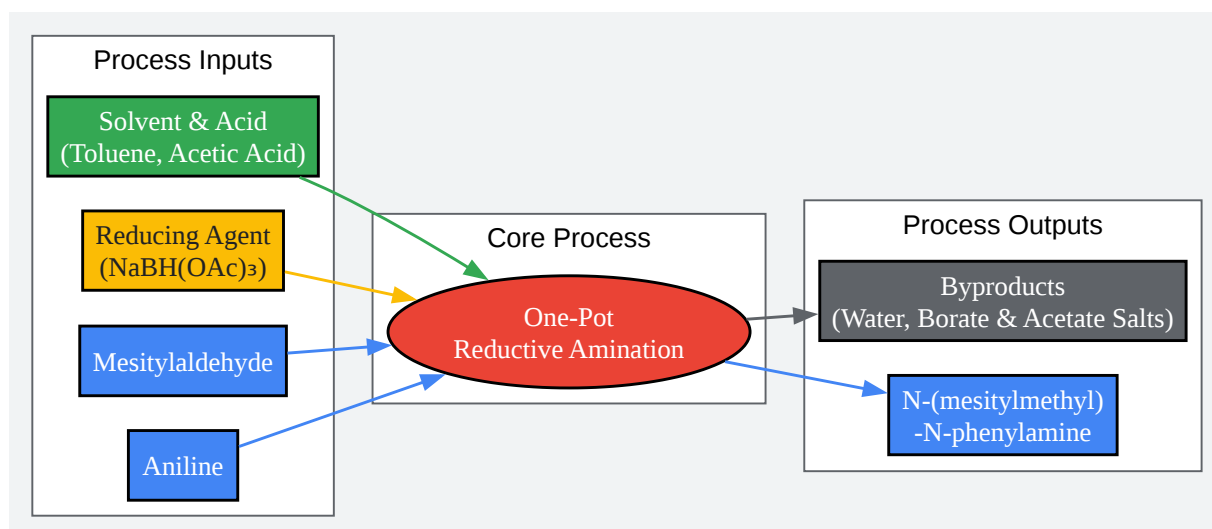 Process Inputs
Solvent & Acid
(Toluene, Acetic Acid)
Reducing Agent
(NaBH(OAc)₃)
Mesitylaldehyde
Aniline
Core Process
One-Pot
Reductive Amination
Process Outputs
Byproducts
(Water, Borate & Acetate Salts)
N-(mesitylmethyl)
-N-phenylamine